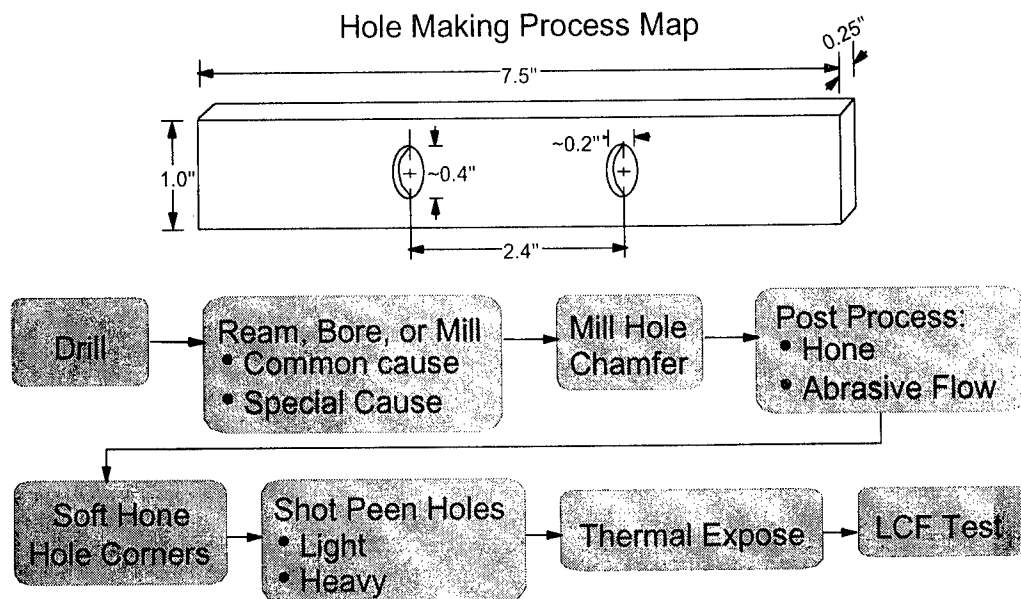 Hole Making Process Map
0.25"
7.5"
1.0"
~0.4"
~0.2"
2.4"
Drill
Ream, Bore, or Mill
• Common cause
• Special Cause
Mill Hole
Chamfer
Post Process:
• Hone
• Abrasive Flow
Soft Hone
Hole Corners
Shot Peen Holes
• Light
• Heavy
Thermal Expose
LCF Test